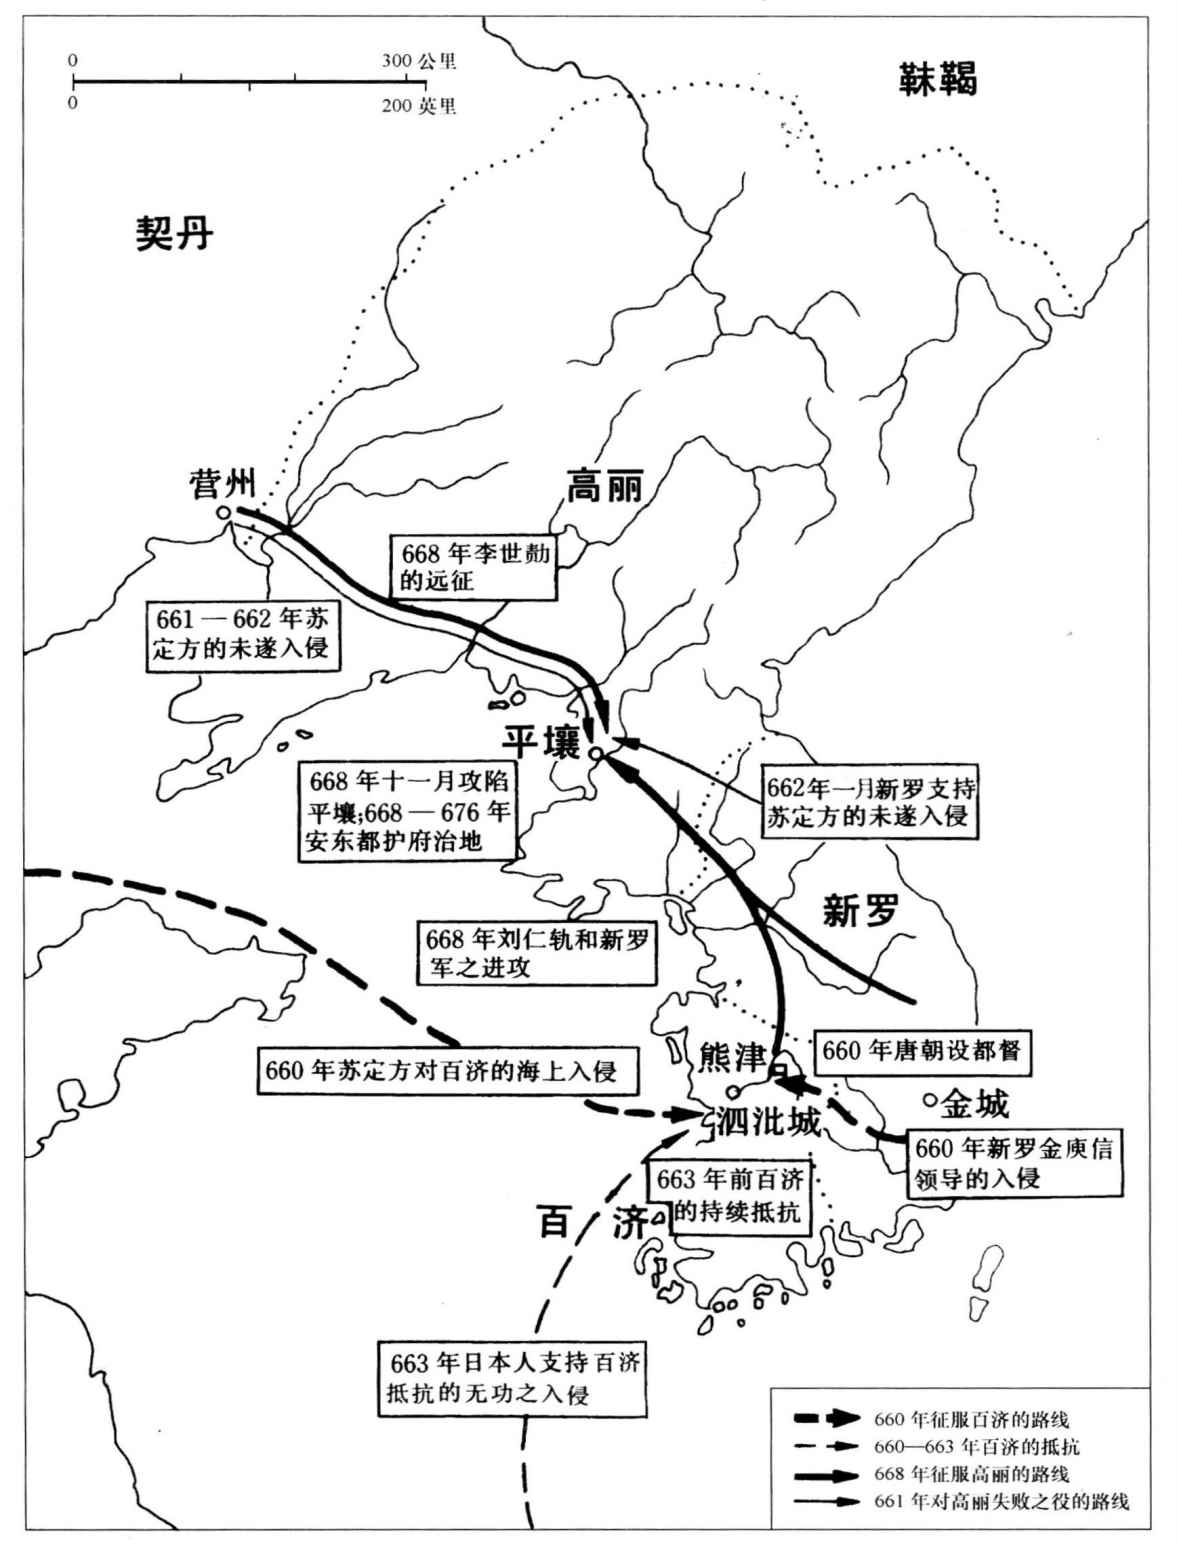 0 300 公里
0 200 英里
靺鞨
契丹
营州
高丽
668 年李世勣
的远征
661 — 662 年苏
定方的未遂入侵
平壤
668 年十一月攻陷
平壤;668 — 676 年
安东都护府治地
662年一月新罗支持
苏定方的未遂入侵
新罗
668 年刘仁轨和新罗
军之进攻
660 年苏定方对百济的海上入侵
熊津
660 年唐朝设都督
金城
泗沘城
660 年新罗金庾信
领导的入侵
663 年前百济
的持续抵抗
百济
663 年日本人支持百济
抵抗的无功之入侵
660 年征服百济的路线
660—663 年百济的抵抗
668 年征服高丽的路线
661 年对高丽失败之役的路线